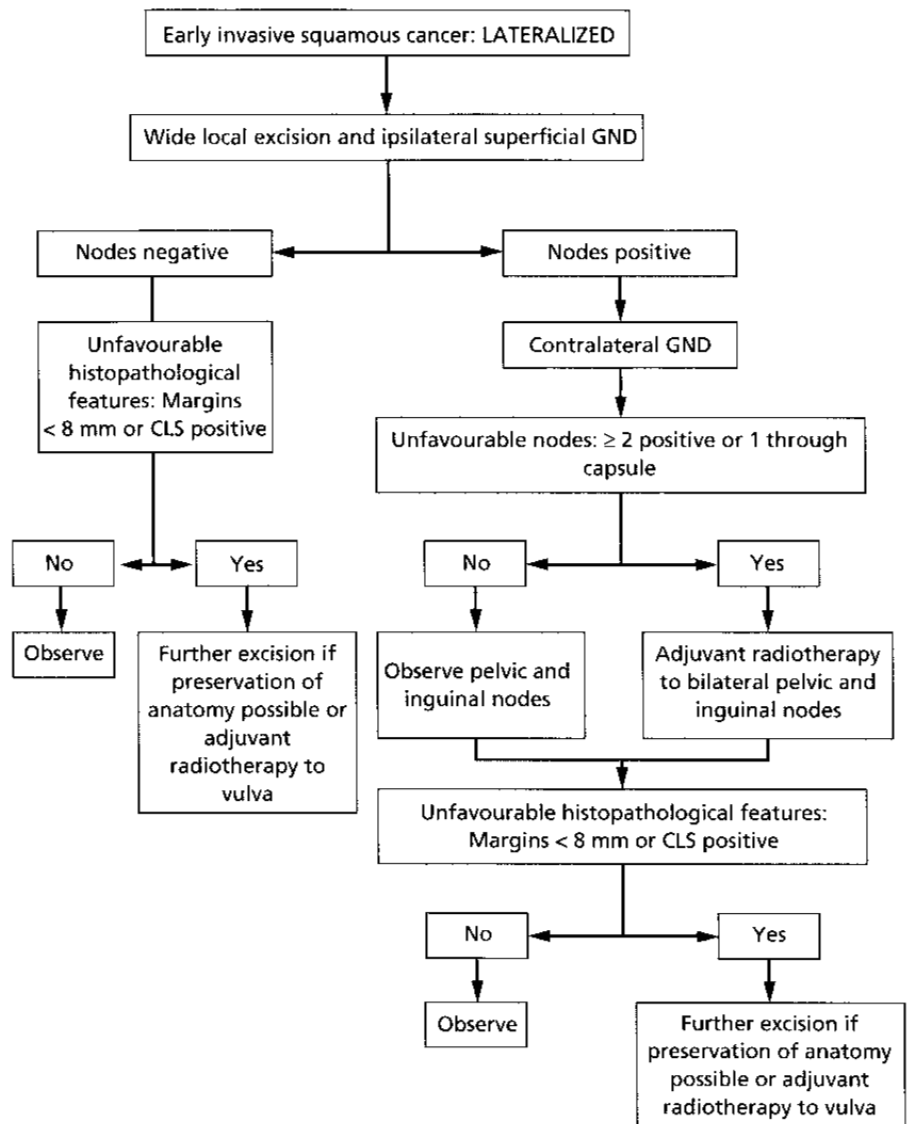 Early invasive squamous cancer: LATERALIZED
Wide local excision and ipsilateral superficial GND
Nodes negative
Nodes positive
Unfavourable
histopathological
features: Margins
< 8 mm or CLS positive
Contralateral GND
Unfavourable nodes: ≥ 2 positive or 1 through
capsule
No
Yes
No
Yes
Observe
Further excision if
preservation of
anatomy possible or
adjuvant
radiotherapy to
vulva
Observe pelvic and
inguinal nodes
Adjuvant radiotherapy
to bilateral pelvic and
inguinal nodes
Unfavourable histopathological features:
Margins < 8 mm or CLS positive
No
Yes
Observe
Further excision if
preservation of anatomy
possible or adjuvant
radiotherapy to vulva